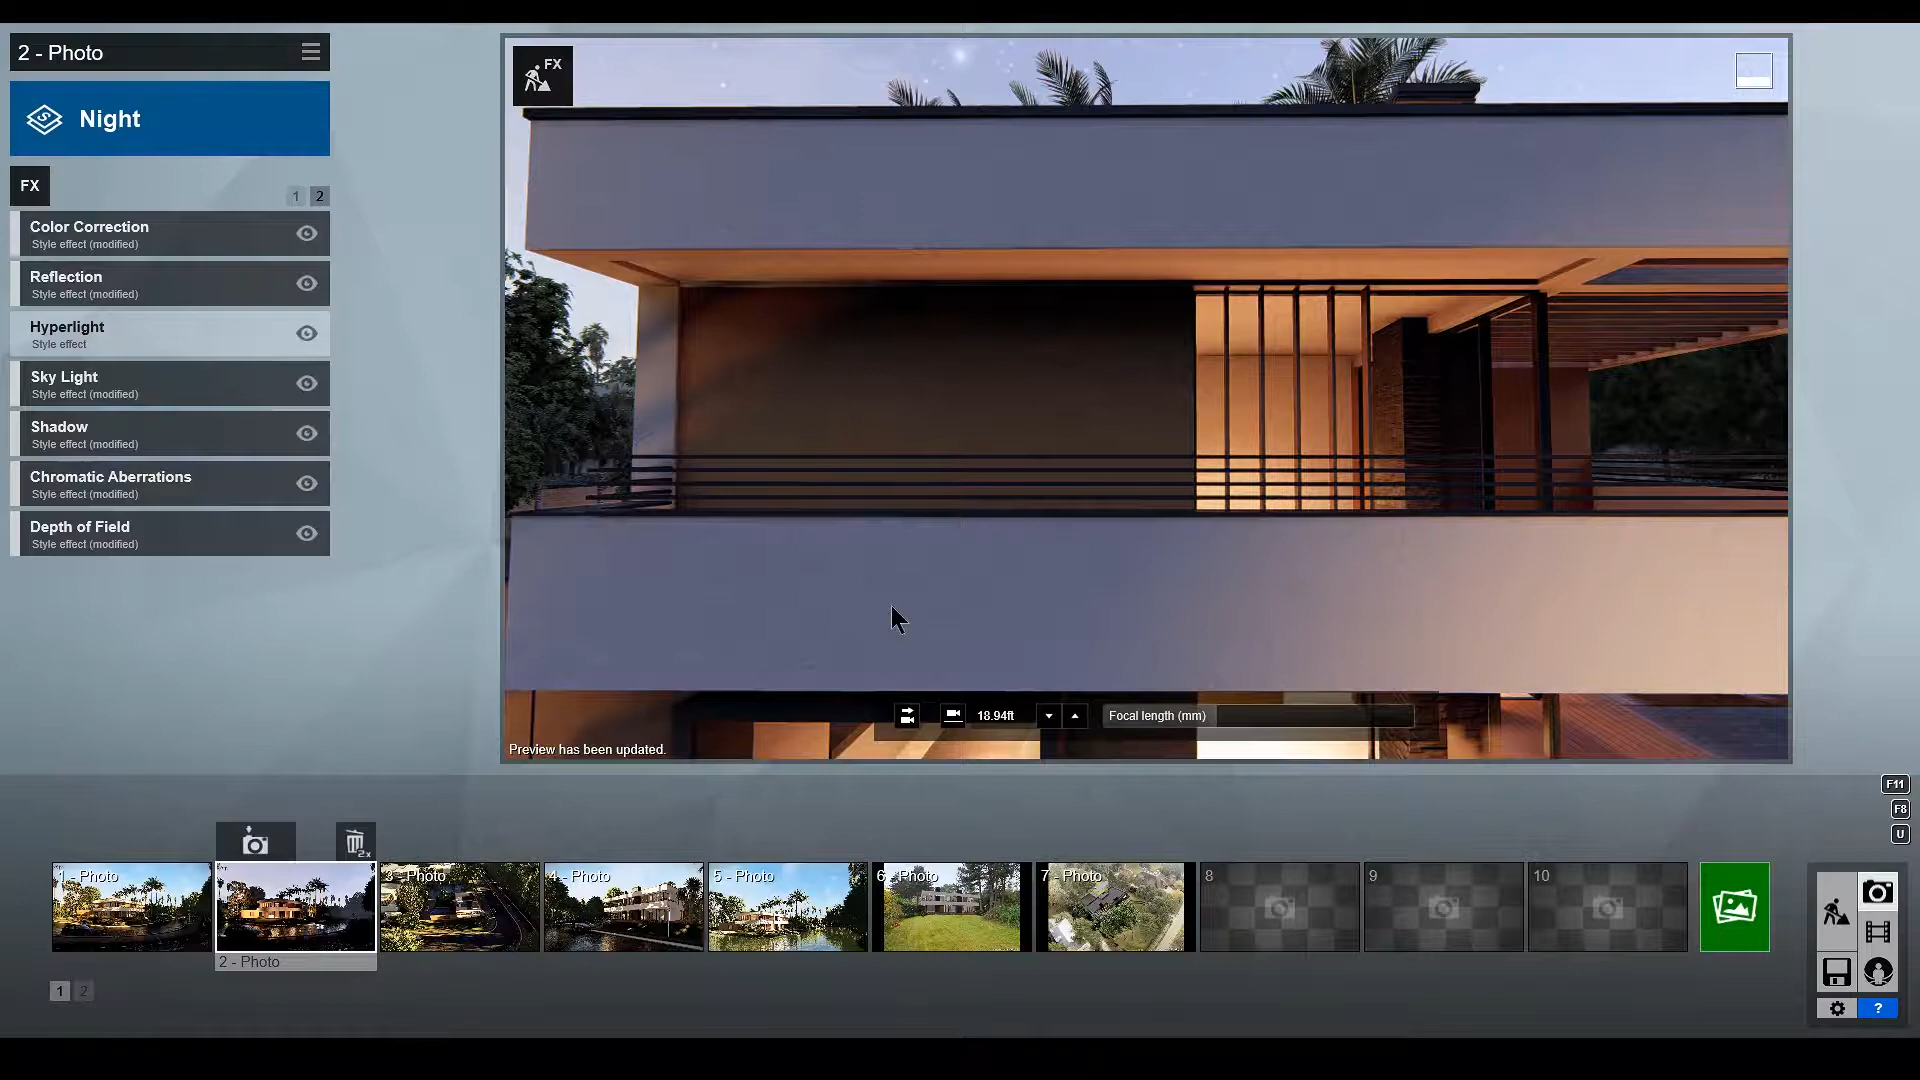 2 - Photo
Night
FX
1 2
Color Correction
Style effect (modified)
Reflection
Style effect (modified)
Hyperlight
Style effect
Sky Light
Style effect (modified)
Shadow
Style effect (modified)
Chromatic Aberrations
Style effect (modified)
Depth of Field
Style effect (modified)
FX
18.94ft
Focal length (mm)
Preview has been updated.
F11
F8
U
2x
1 - Photo
3 - Photo
4 - Photo
5 - Photo
6 - Photo
7 - Photo
8
9
10
2 - Photo
1 2
?